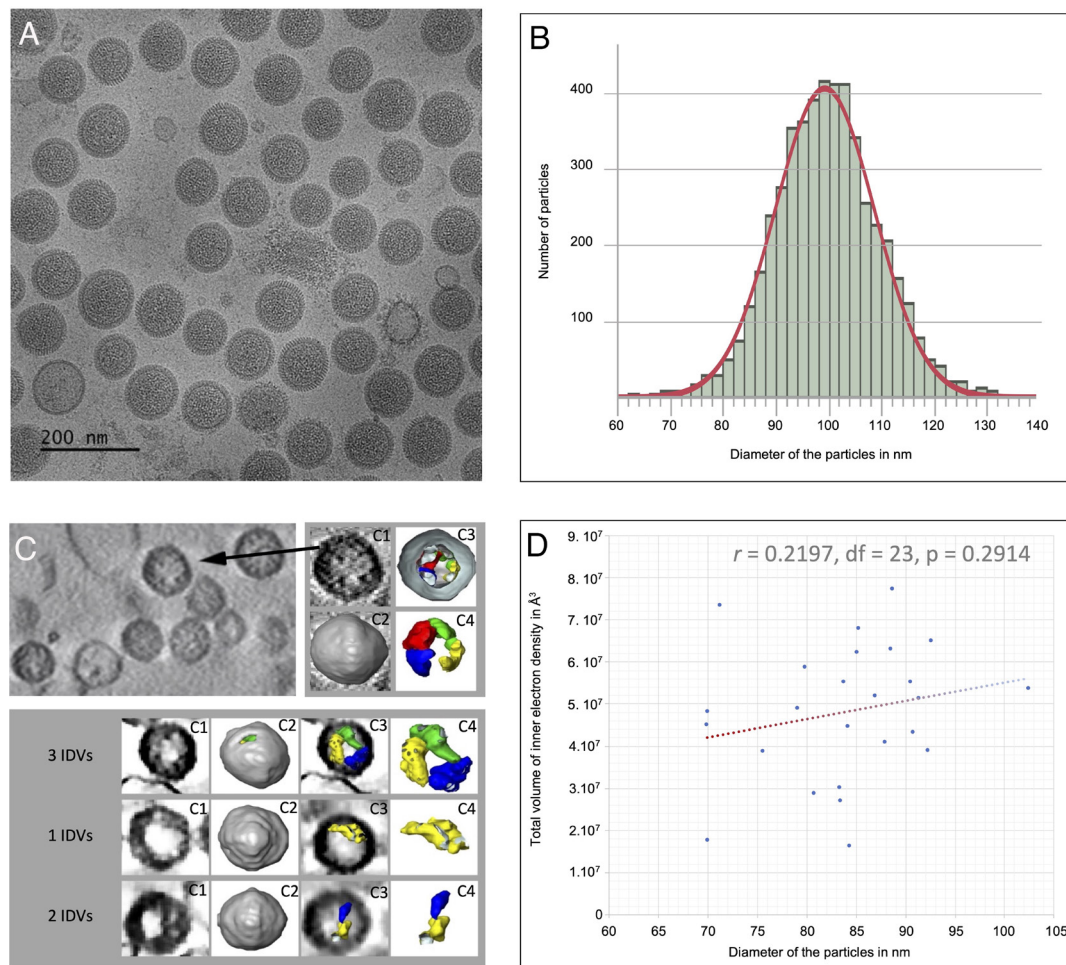 A
200 nm
B
Number of particles
400
300
200
100
60 70 80 90 100 110 120 130 140
Diameter of the particles in nm
C
C1 C3
C2 C4
3 IDVs C1 C2 C3 C4
1 IDVs C1 C2 C3 C4
2 IDVs C1 C2 C3 C4
D
r = 0.2197, df = 23, p = 0.2914
Total volume of inner electron density in Å³
9. 10⁷
8. 10⁷
7.10⁷
6. 10⁷
5.10⁷
4.10⁷
3.10⁷
2.10⁷
1.10⁷
0
60 65 70 75 80 85 90 95 100 105
Diameter of the particles in nm